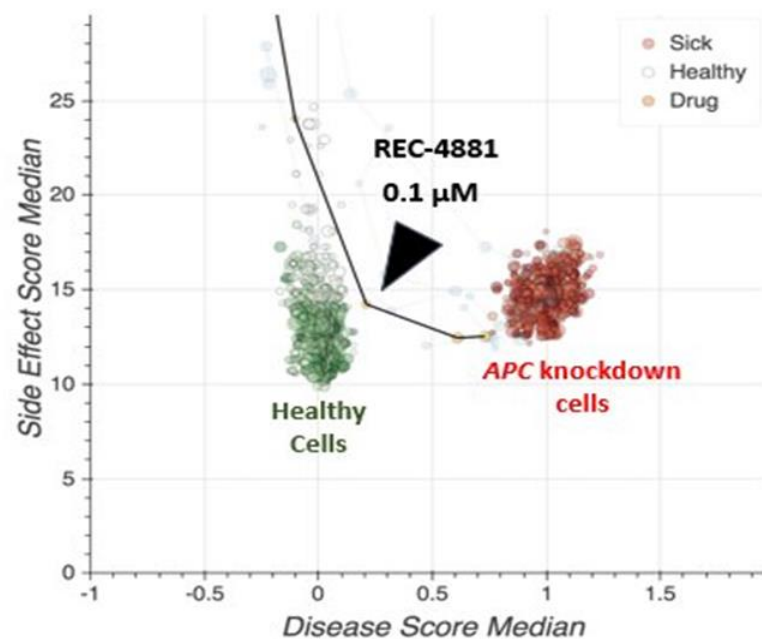 Sick
Healthy
Drug
25
20
15
10
5
0
Side Effect Score Median
REC-4881
0.1 µM
APC knockdown
cells
Healthy
Cells
-1
-0.5
0
0.5
1
1.5
Disease Score Median